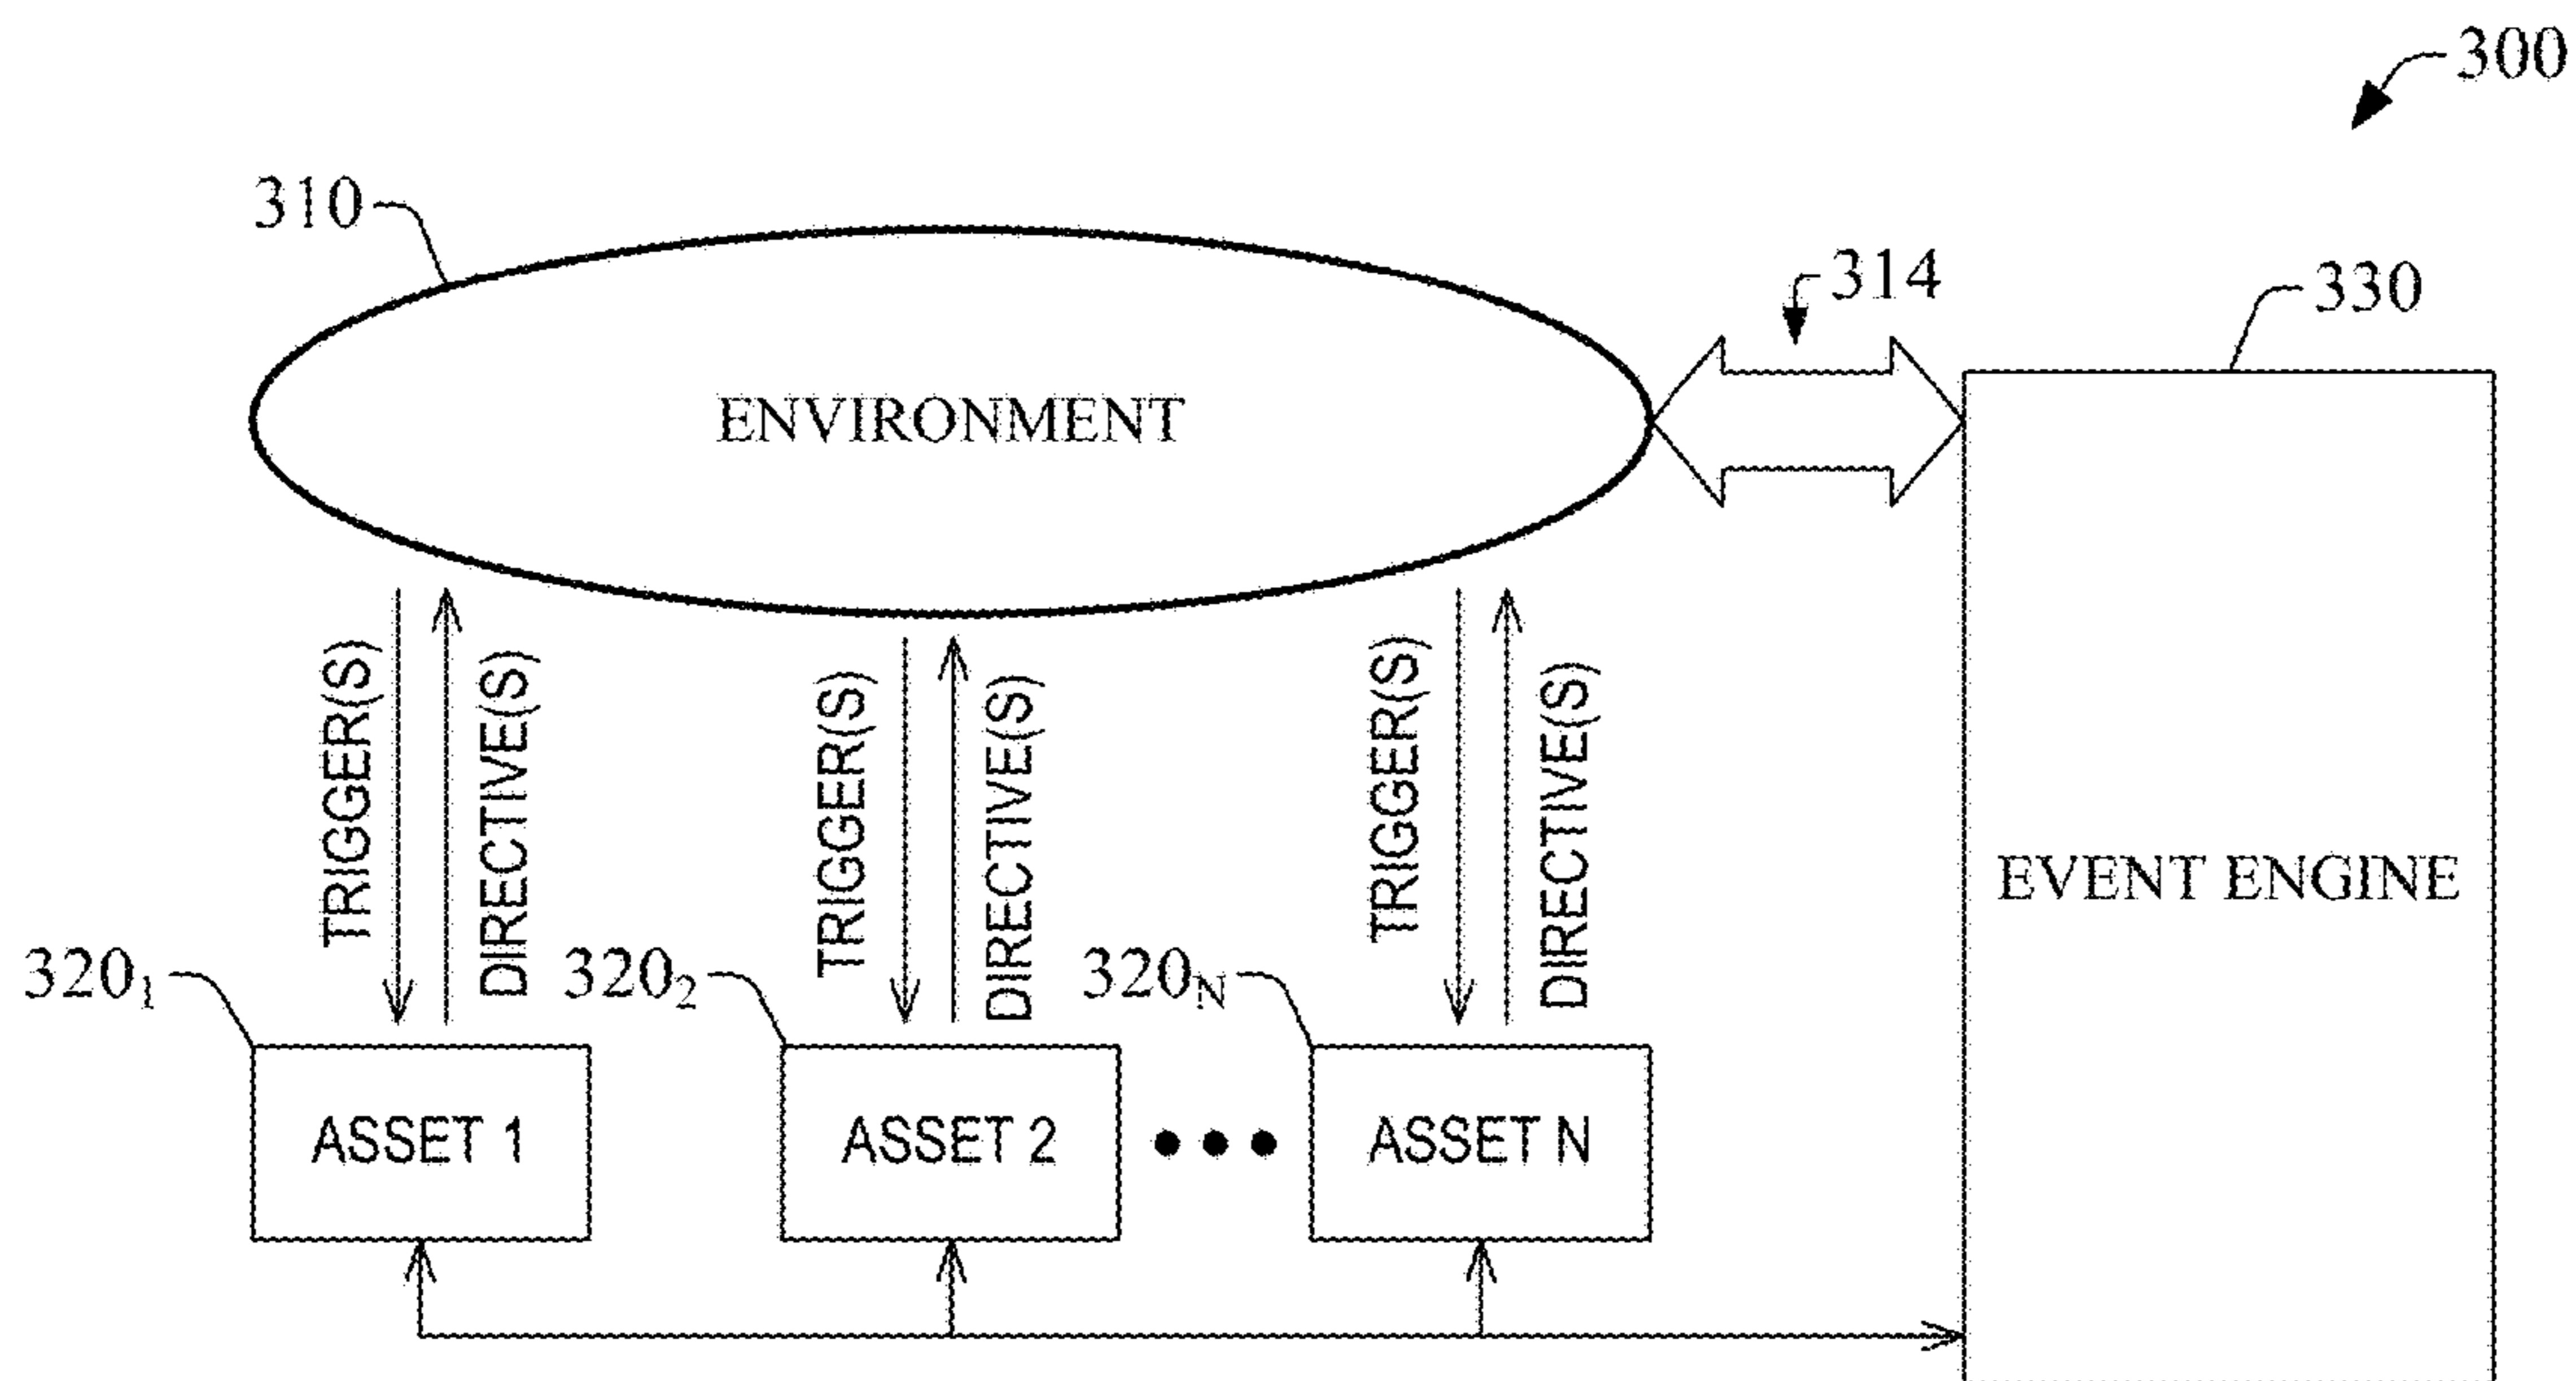 300
310
314
330
ENVIRONMENT
TRIGGER(S)
DIRECTIVE(S)
TRIGGER(S)
DIRECTIVE(S)
TRIGGER(S)
DIRECTIVE(S)
EVENT ENGINE
320₁
320₂
320_N
ASSET 1
ASSET 2
ASSET N